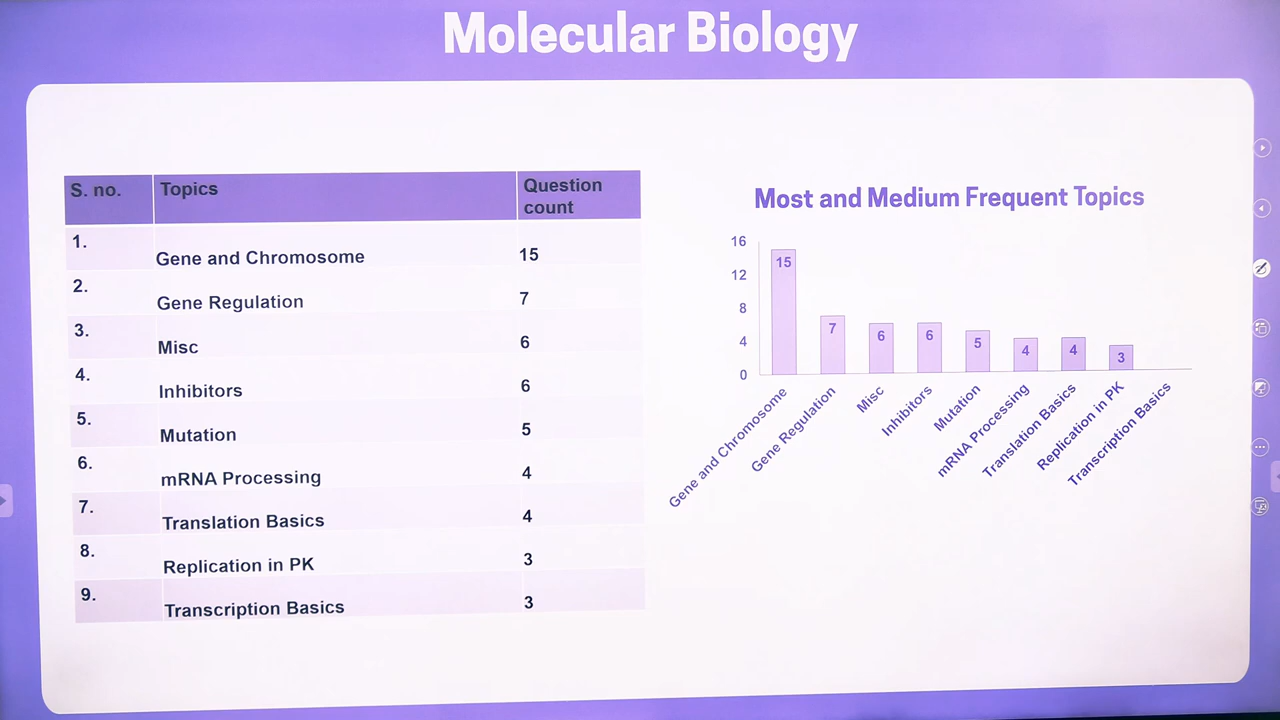 Molecular Biology
S. no. Topics Question count
1. Gene and Chromosome 15
2. Gene Regulation 7
3. Misc 6
4. Inhibitors 6
5. Mutation 5
6. mRNA Processing 4
7. Translation Basics 4
8. Replication in PK 3
9. Transcription Basics 3
Most and Medium Frequent Topics
16
12
8
4
0
15
7
6
6
5
4
4
3
Gene and Chromosome
Gene Regulation
Misc
Inhibitors
Mutation
mRNA Processing
Translation Basics
Replication in PK
Transcription Basics